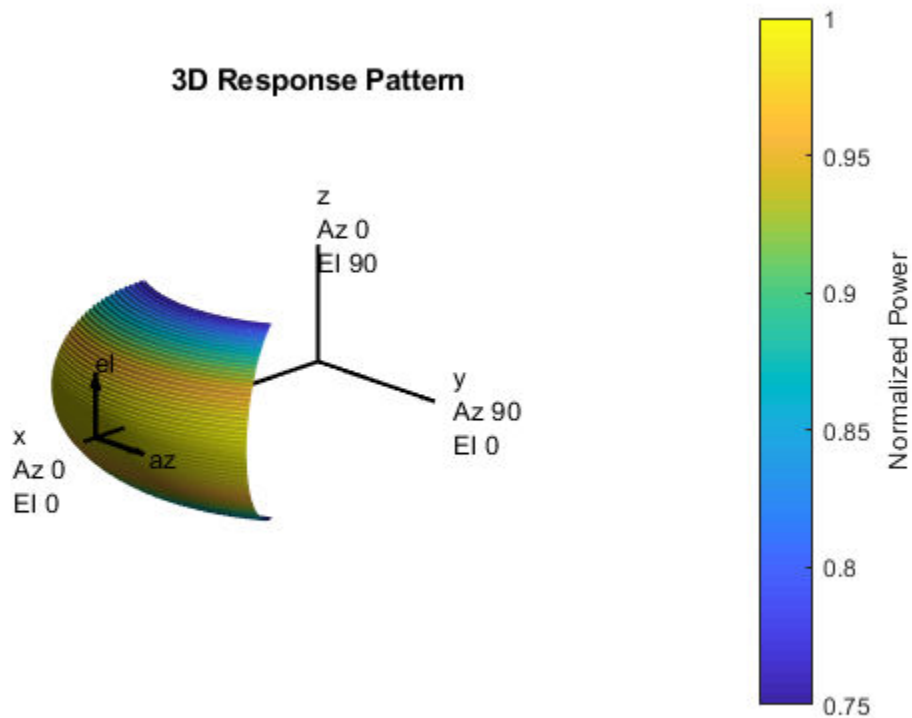 3D Response Pattern
z
Az 0
El 90
el
x
Az 0
El 0
az
y
Az 90
El 0
1
0.95
0.9
0.85
0.8
0.75
Normalized Power